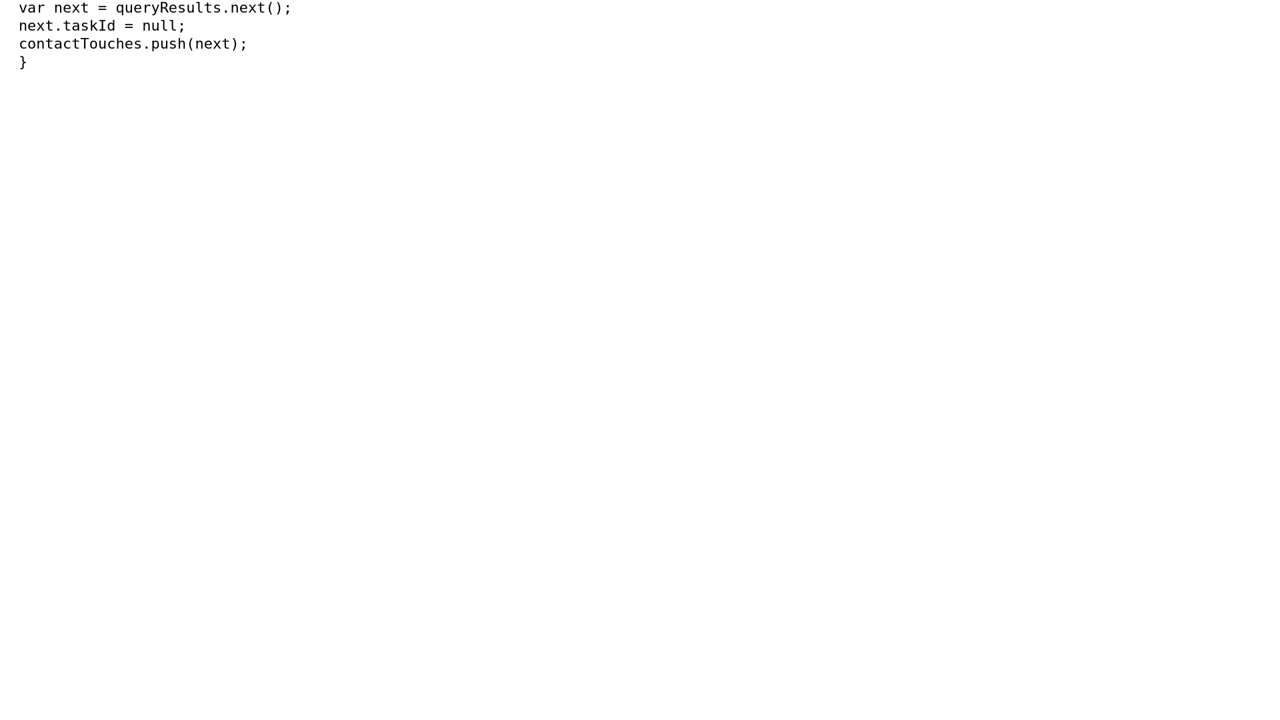 var next = queryResults.next();
next.taskId = null;
contactTouches.push(next);
}